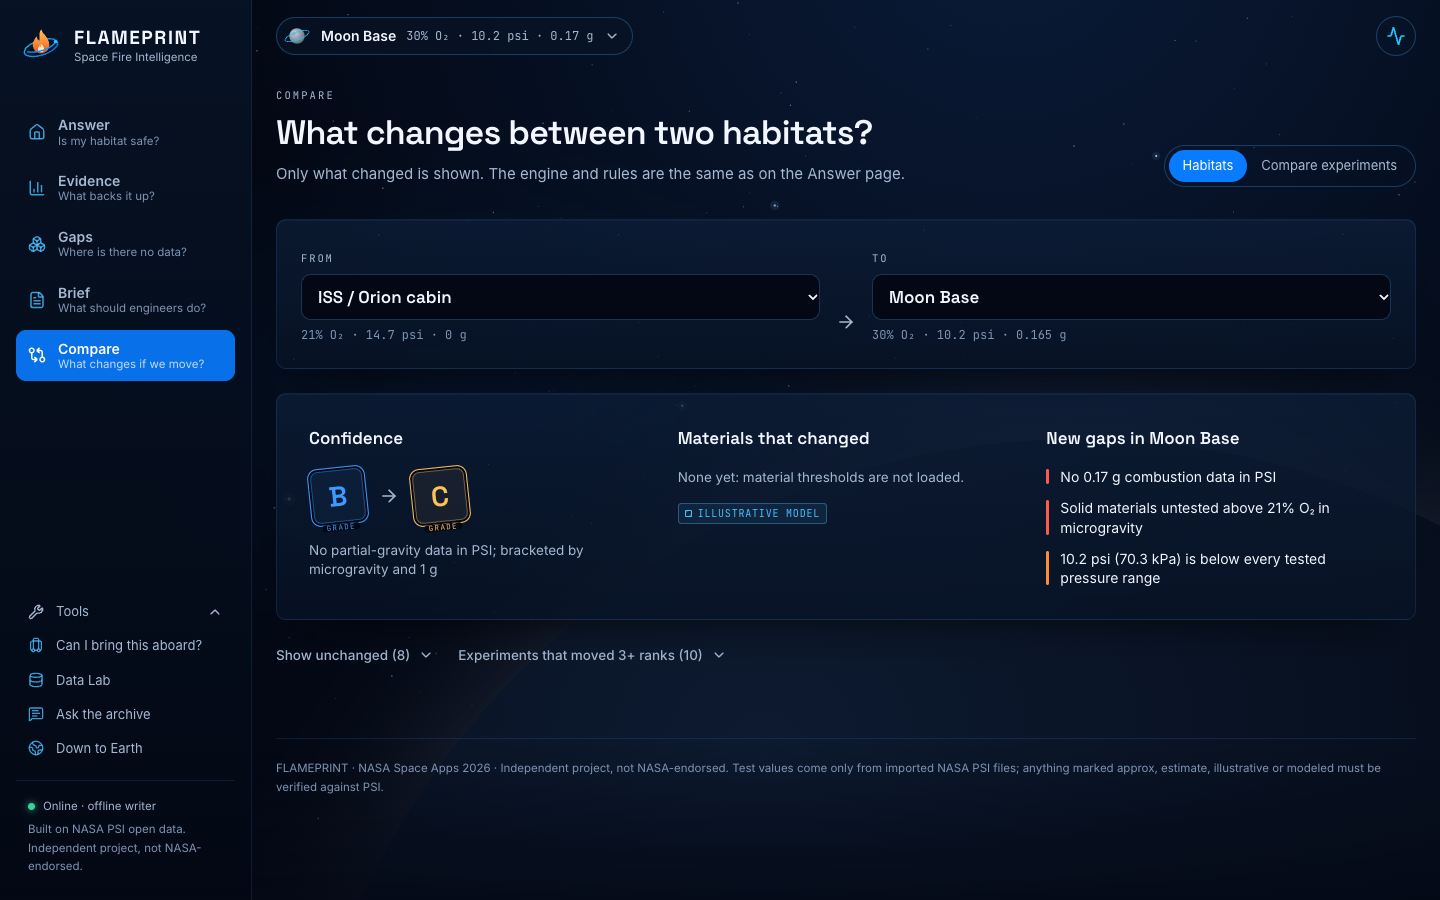 FLAMEPRINT
Space Fire Intelligence
Answer
Is my habitat safe?
Evidence
What backs it up?
Gaps
Where is there no data?
Brief
What should engineers do?
Compare
What changes if we move?
Tools
Can I bring this aboard?
Data Lab
Ask the archive
Down to Earth
Online · offline writer
Built on NASA PSI open data.
Independent project, not NASA-
endorsed.
Moon Base 30% O₂ · 10.2 psi · 0.17 g
COMPARE
What changes between two habitats?
Only what changed is shown. The engine and rules are the same as on the Answer page.
Habitats Compare experiments
FROM
ISS / Orion cabin
21% O₂ · 14.7 psi · 0 g
TO
Moon Base
30% O₂ · 10.2 psi · 0.165 g
Confidence
B
GRADE
C
GRADE
No partial-gravity data in PSI; bracketed by
microgravity and 1 g
Materials that changed
None yet: material thresholds are not loaded.
ILLUSTRATIVE MODEL
New gaps in Moon Base
No 0.17 g combustion data in PSI
Solid materials untested above 21% O₂ in
microgravity
10.2 psi (70.3 kPa) is below every tested
pressure range
Show unchanged (8)
Experiments that moved 3+ ranks (10)
FLAMEPRINT · NASA Space Apps 2026 · Independent project, not NASA-endorsed. Test values come only from imported NASA PSI files; anything marked approx, estimate, illustrative or modeled must be
verified against PSI.